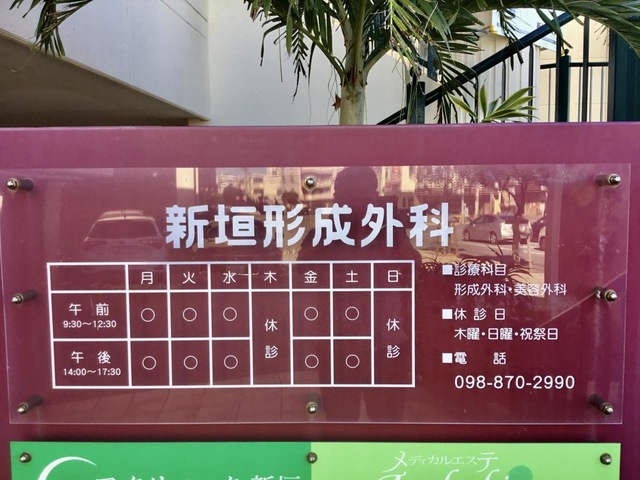 新垣形成外科
月 火 水 木 金 土 日
午前 9:30～12:30 ○ ○ ○ 休診 ○ ○ 休診
午後 14:00～17:30 ○ ○ ○ ○ ○
■診療科目
形成外科・美容外科
■休診日
木曜・日曜・祝祭日
■電話
098-870-2990
メディカルエステ